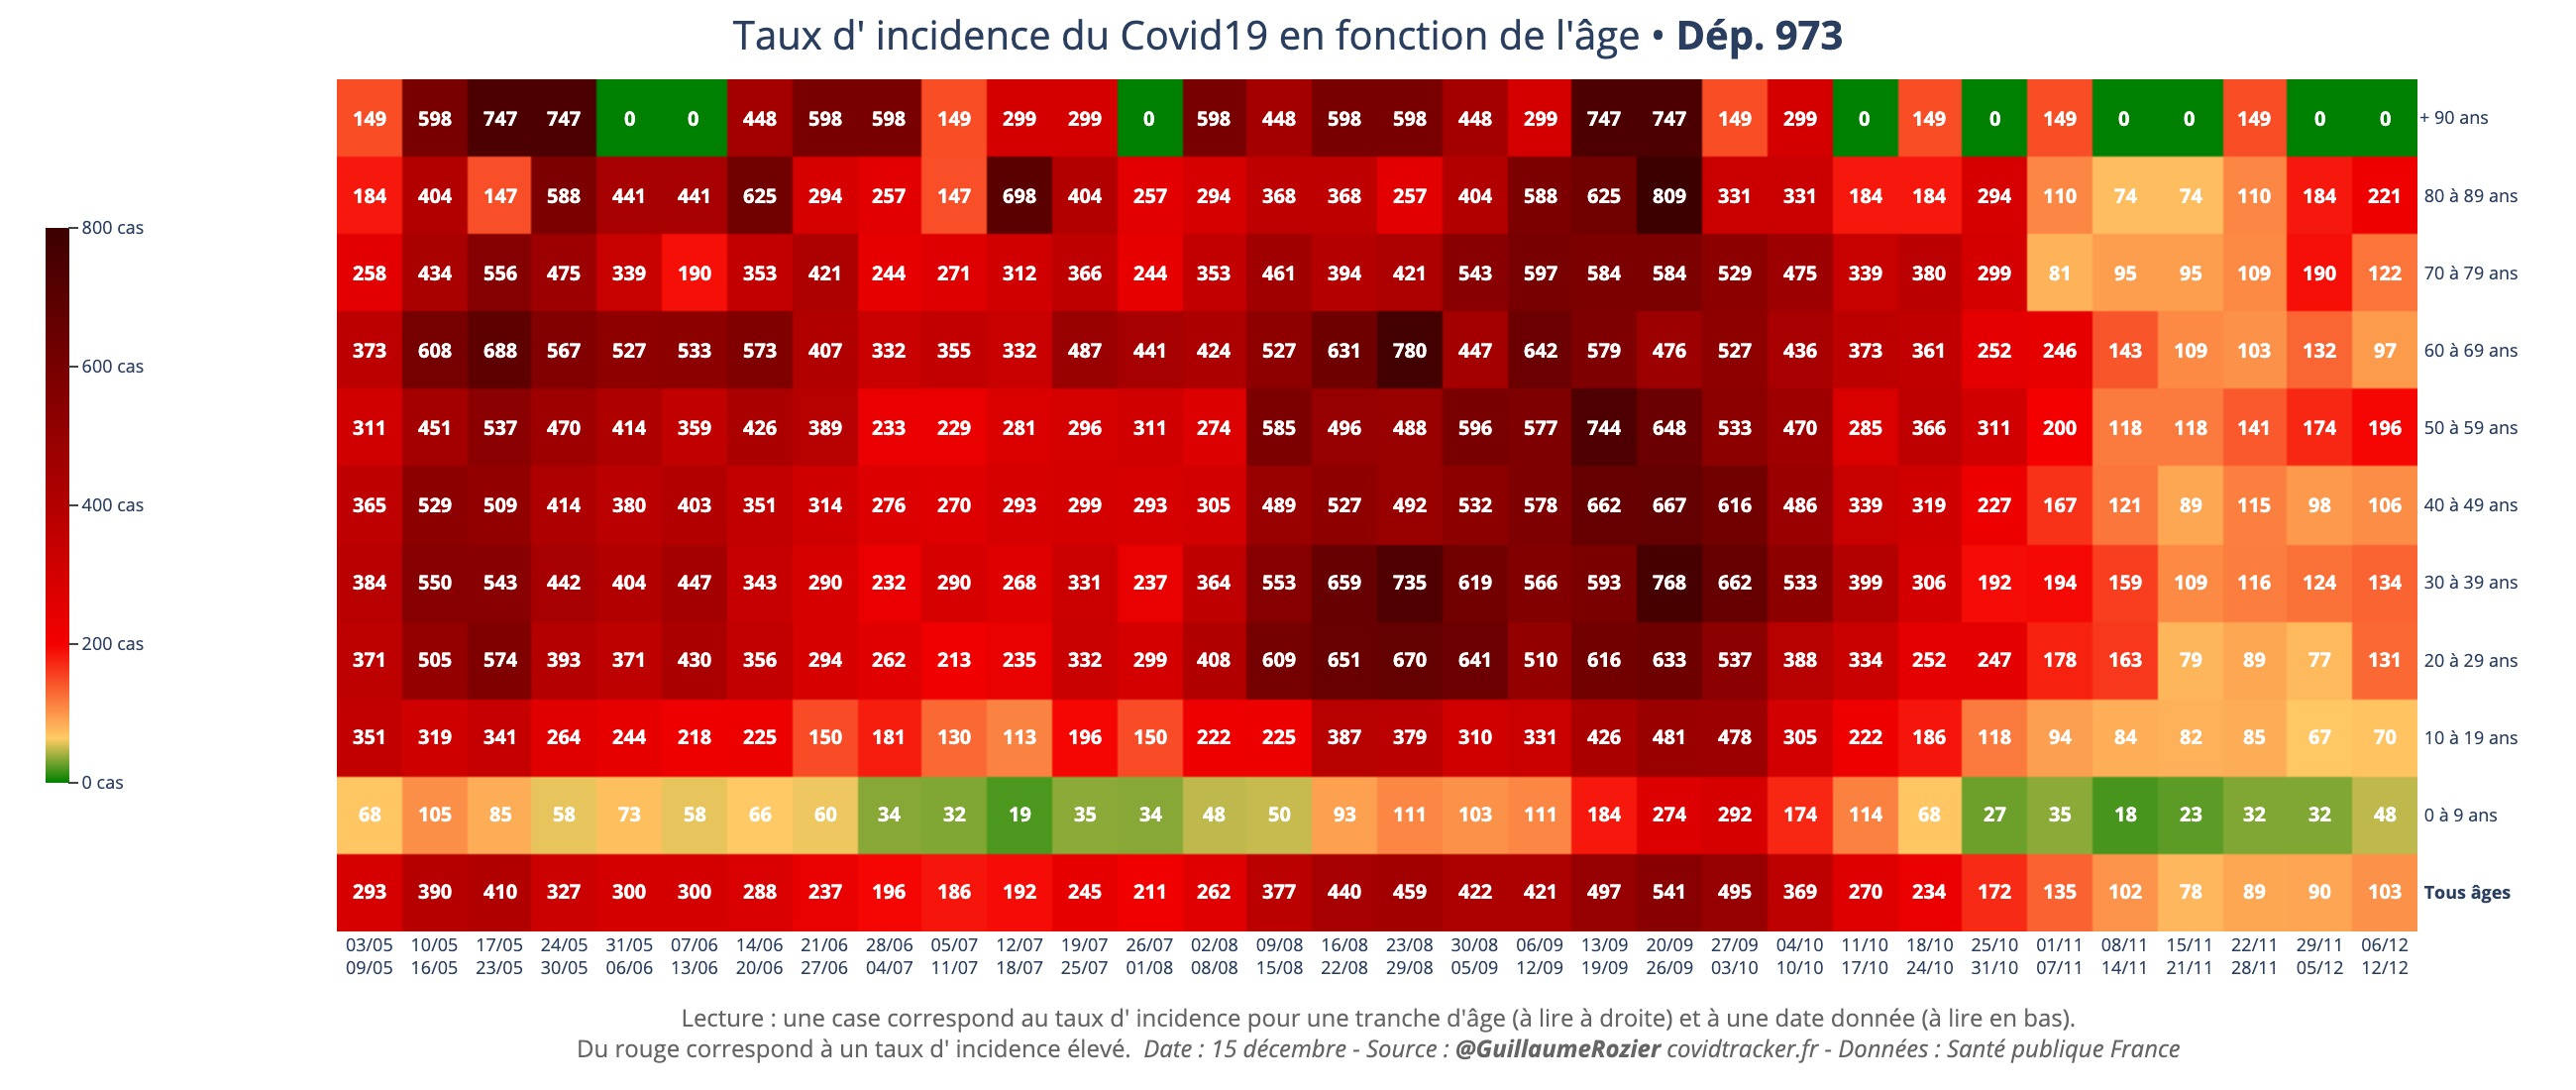 Taux d' incidence du Covid19 en fonction de l'âge • Dép. 973
149 598 747 747 0 0 448 598 598 149 299 299 0 598 448 598 598 448 299 747 747 149 299 0 149 0 149 0 0 149 0 0 + 90 ans
184 404 147 588 441 441 625 294 257 147 698 404 257 294 368 368 257 404 588 625 809 331 331 184 184 294 110 74 74 110 184 221 80 à 89 ans
800 cas
258 434 556 475 339 190 353 421 244 271 312 366 244 353 461 394 421 543 597 584 584 529 475 339 380 299 81 95 95 109 190 122 70 à 79 ans
373 608 688 567 527 533 573 407 332 355 332 487 441 424 527 631 780 447 642 579 476 527 436 373 361 252 246 143 109 103 132 97 60 à 69 ans
600 cas
311 451 537 470 414 359 426 389 233 229 281 296 311 274 585 496 488 596 577 744 648 533 470 285 366 311 200 118 118 141 174 196 50 à 59 ans
400 cas
365 529 509 414 380 403 351 314 276 270 293 299 293 305 489 527 492 532 578 662 667 616 486 339 319 227 167 121 89 115 98 106 40 à 49 ans
384 550 543 442 404 447 343 290 232 290 268 331 237 364 553 659 735 619 566 593 768 662 533 399 306 192 194 159 109 116 124 134 30 à 39 ans
200 cas
371 505 574 393 371 430 356 294 262 213 235 332 299 408 609 651 670 641 510 616 633 537 388 334 252 247 178 163 79 89 77 131 20 à 29 ans
351 319 341 264 244 218 225 150 181 130 113 196 150 222 225 387 379 310 331 426 481 478 305 222 186 118 94 84 82 85 67 70 10 à 19 ans
0 cas
68 105 85 58 73 58 66 60 34 32 19 35 34 48 50 93 111 103 111 184 274 292 174 114 68 27 35 18 23 32 32 48 0 à 9 ans
293 390 410 327 300 300 288 237 196 186 192 245 211 262 377 440 459 422 421 497 541 495 369 270 234 172 135 102 78 89 90 103 Tous âges
03/05 10/05 17/05 24/05 31/05 07/06 14/06 21/06 28/06 05/07 12/07 19/07 26/07 02/08 09/08 16/08 23/08 30/08 06/09 13/09 20/09 27/09 04/10 11/10 18/10 25/10 01/11 08/11 15/11 22/11 29/11 06/12
09/05 16/05 23/05 30/05 06/06 13/06 20/06 27/06 04/07 11/07 18/07 25/07 01/08 08/08 15/08 22/08 29/08 05/09 12/09 19/09 26/09 03/10 10/10 17/10 24/10 31/10 07/11 14/11 21/11 28/11 05/12 12/12
Lecture : une case correspond au taux d' incidence pour une tranche d'âge (à lire à droite) et à une date donnée (à lire en bas).
Du rouge correspond à un taux d' incidence élevé. Date : 15 décembre - Source : @GuillaumeRozier covidtracker.fr - Données : Santé publique France